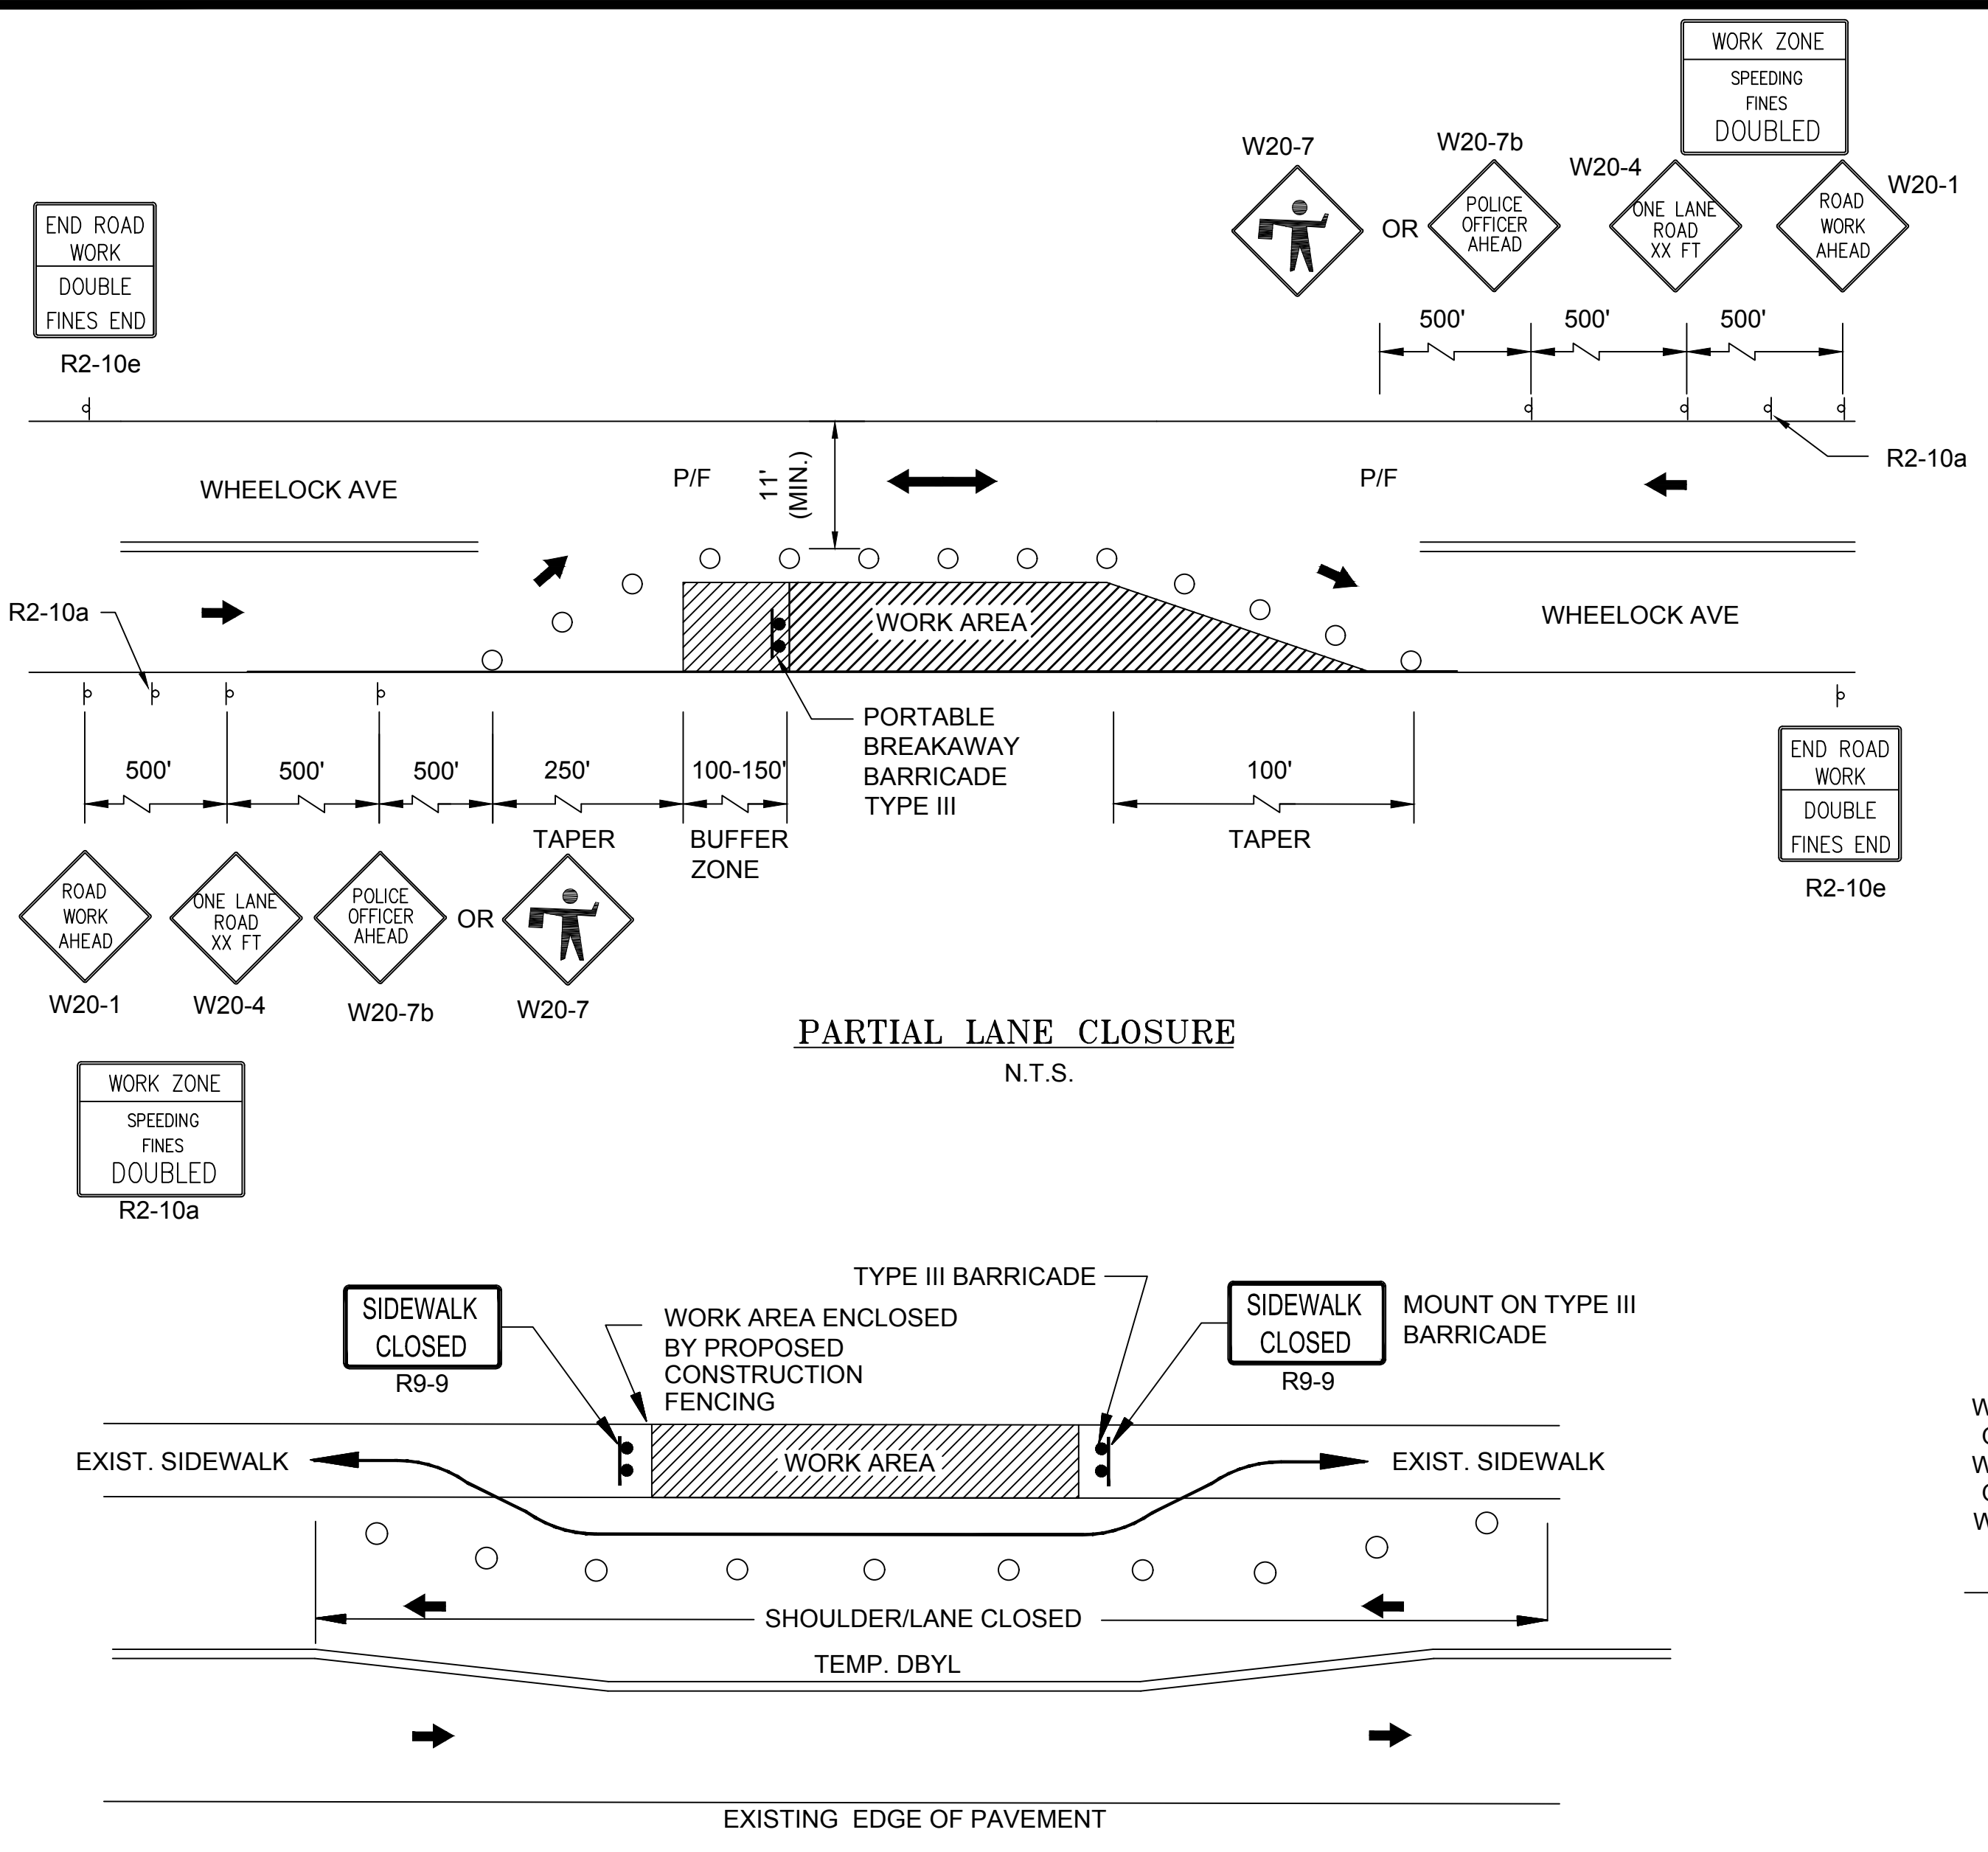 WORK ZONE
SPEEDING
FINES
DOUBLED
W20-7
W20-7b
W20-4
W20-1
OR
POLICE
OFFICER
AHEAD
ONE LANE
ROAD
XX FT
ROAD
WORK
AHEAD
END ROAD
WORK
DOUBLE
FINES END
R2-10e
500'
500'
500'
R2-10a
WHEELOCK AVE
P/F
11'
(MIN.)
P/F
R2-10a
WORK AREA
WHEELOCK AVE
PORTABLE
BREAKAWAY
BARRICADE
TYPE III
500'
500'
500'
250'
100-150'
100'
TAPER
BUFFER
ZONE
TAPER
END ROAD
WORK
DOUBLE
FINES END
R2-10e
ROAD
WORK
AHEAD
ONE LANE
ROAD
XX FT
POLICE
OFFICER
AHEAD
OR
W20-1
W20-4
W20-7b
W20-7
PARTIAL LANE CLOSURE
N.T.S.
WORK ZONE
SPEEDING
FINES
DOUBLED
R2-10a
SIDEWALK
CLOSED
R9-9
WORK AREA ENCLOSED
BY PROPOSED
CONSTRUCTION
FENCING
TYPE III BARRICADE
SIDEWALK
CLOSED
R9-9
MOUNT ON TYPE III
BARRICADE
EXIST. SIDEWALK
WORK AREA
EXIST. SIDEWALK
SHOULDER/LANE CLOSED
TEMP. DBYL
EXISTING EDGE OF PAVEMENT